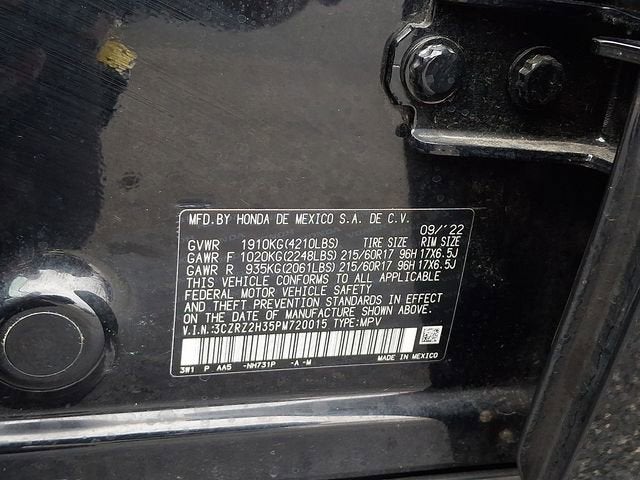 MFD.BY HONDA DE MEXICO S.A. DE C.V.
09/'22
GVWR 1910KG(4210LBS) TIRE SIZE RIM SIZE
GAWR F 1020KG(2248LBS) 215/60R17 96H 17X6.5J
GAWR R 935KG(2061LBS) 215/60R17 96H 17X6.5J
THIS VEHICLE CONFORMS TO ALL APPLICABLE
FEDERAL MOTOR VEHICLE SAFETY
AND THEFT PREVENTION STANDARDS IN EFFECT
ON THE DATE OF MANUFACTURE SHOWN ABOVE.
V.I.N.:3CZRZ2H35PW720015 TYPE:MPV
3W1 P AA5 -NH731P -A -M MADE IN MEXICO